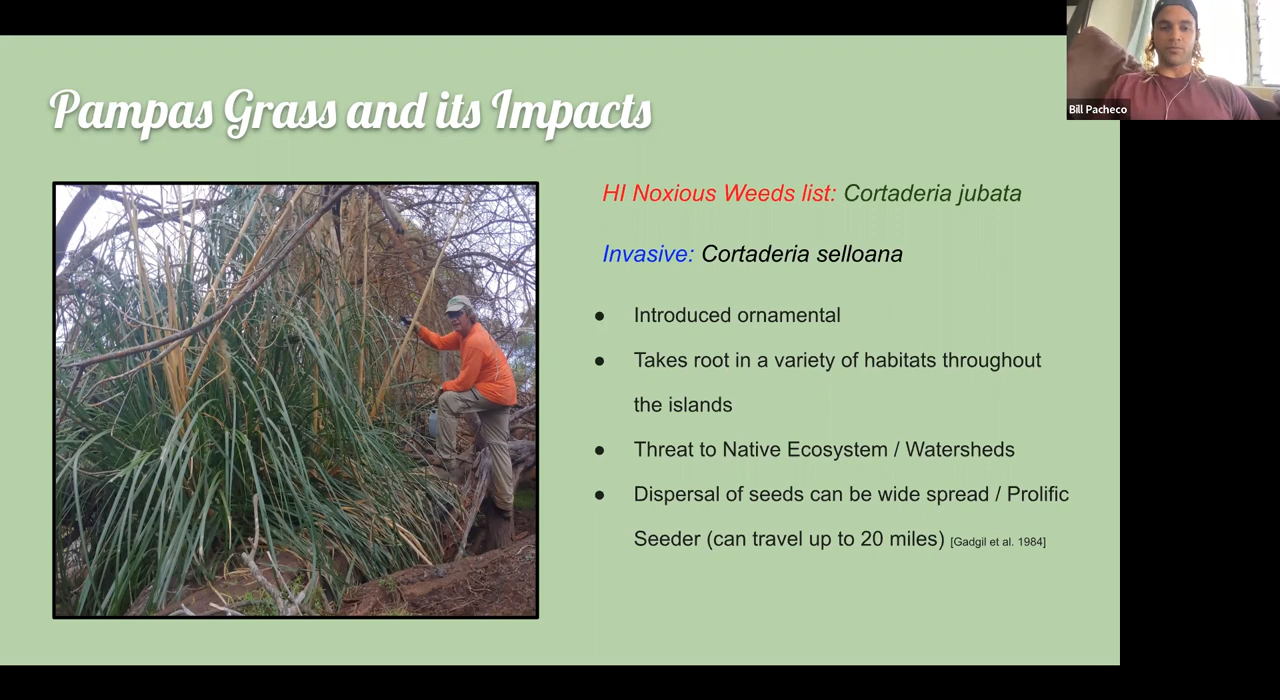 Bill Pacheco
Pampas Grass and its Impacts
HI Noxious Weeds list: Cortaderia jubata
Invasive: Cortaderia selloana
● Introduced ornamental
● Takes root in a variety of habitats throughout
the islands
● Threat to Native Ecosystem / Watersheds
● Dispersal of seeds can be wide spread / Prolific
Seeder (can travel up to 20 miles) [Gadgil et al. 1984]